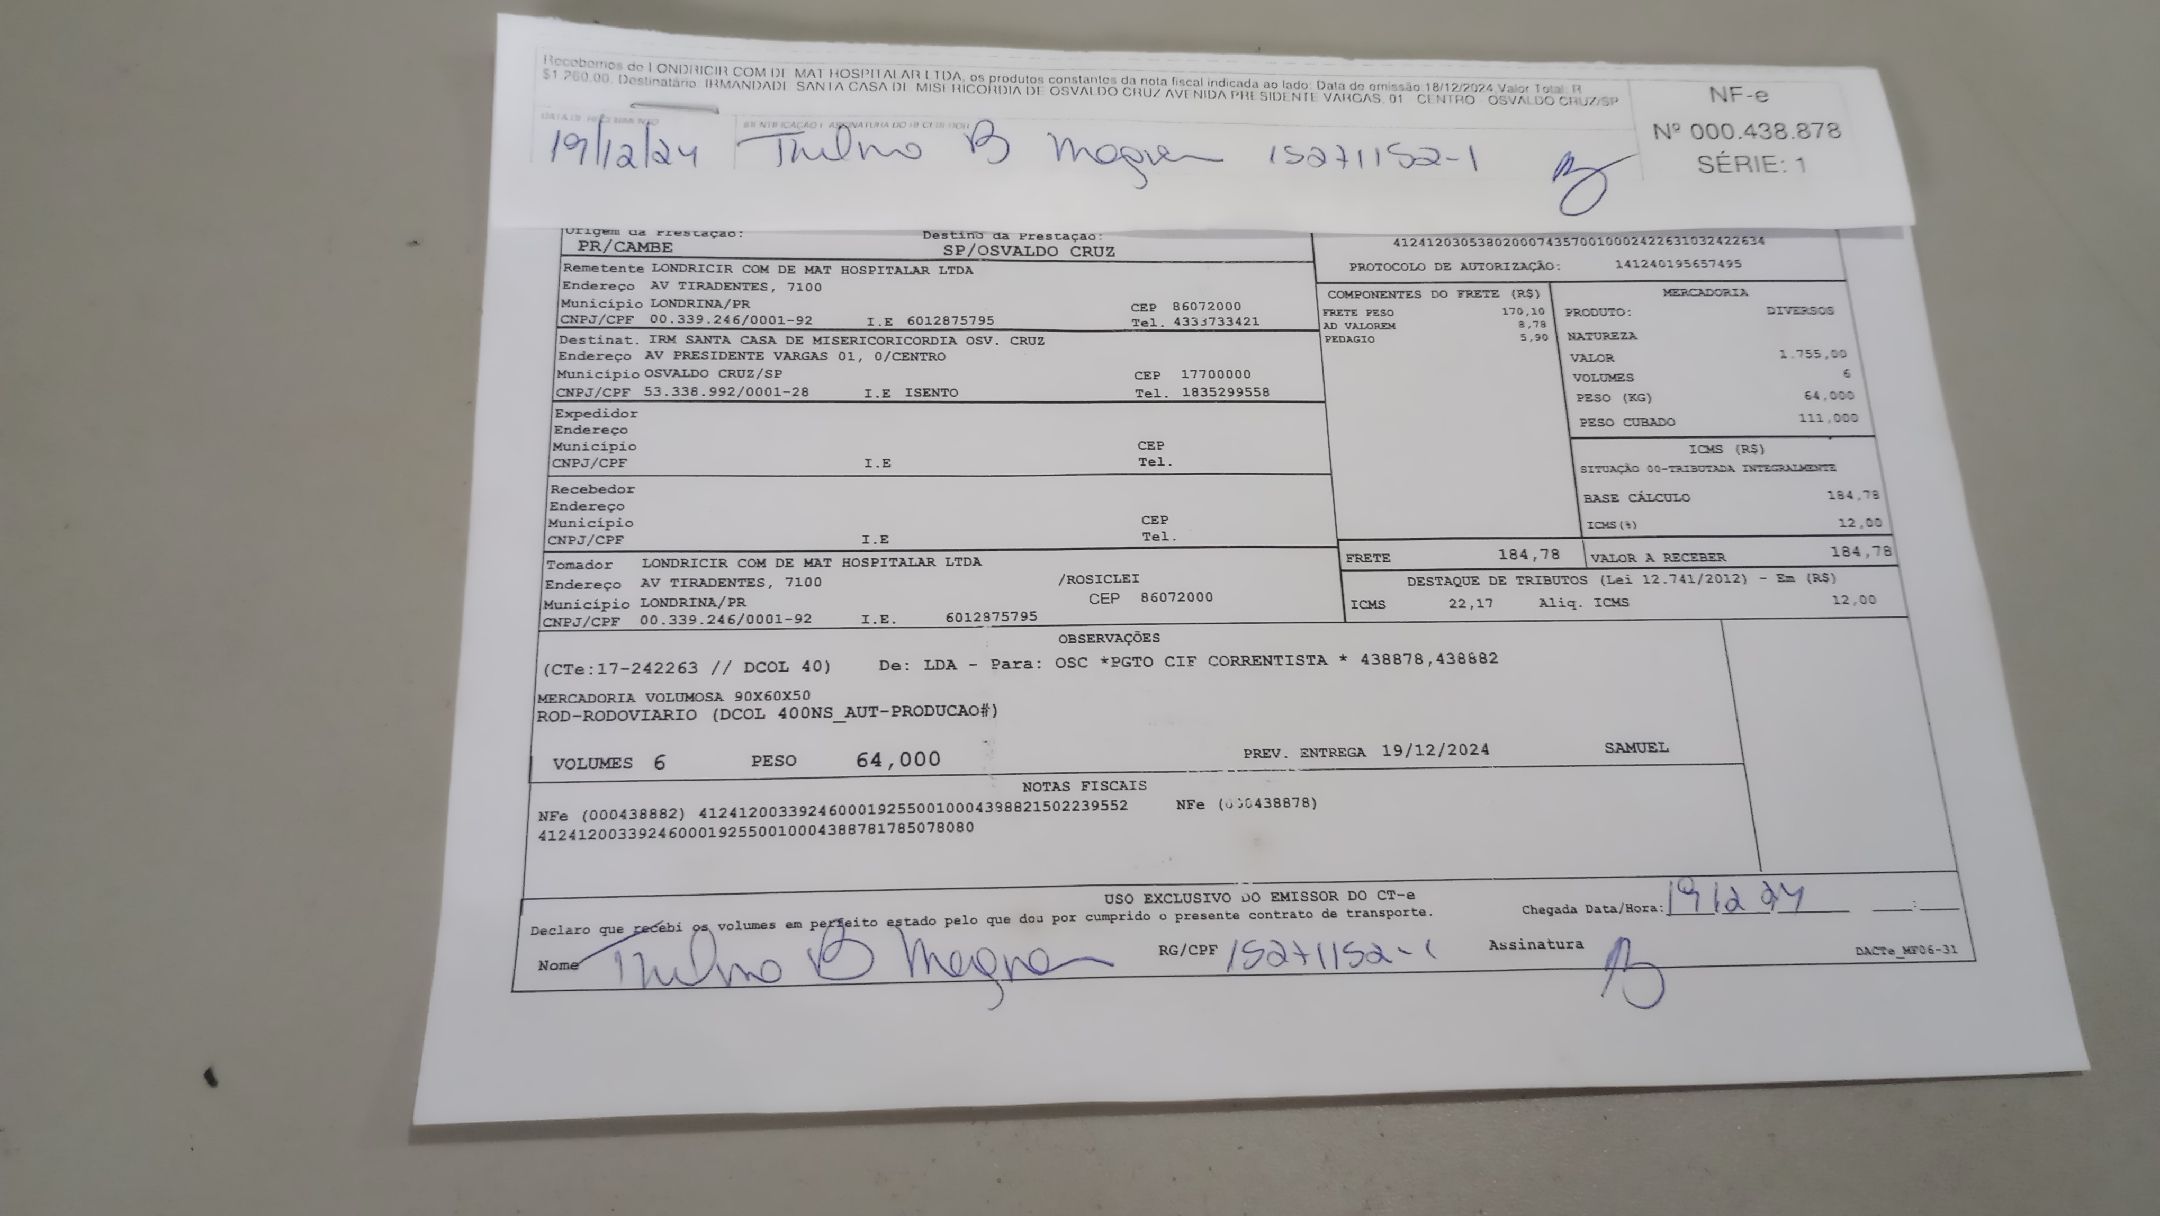 Recebemos de LONDRICIR COM DE MAT HOSPITALAR LTDA, os produtos constantes da nota fiscal indicada ao lado. Data de emissão 18/12/2024 Valor Total: R
$1.260,00. Destinatário: IRMANDADE SANTA CASA DE MISERICORDIA DE OSVALDO CRUZ AVENIDA PRESIDENTE VARGAS, 01 CENTRO - OSVALDO CRUZ/SP
NF-e
Nº 000.438.878
SÉRIE: 1
DATA DE RECEBIMENTO IDENTIFICAÇÃO E ASSINATURA DO RECEBEDOR
19/12/24 B 15271152-1
Origem da Prestação: Destino da Prestação:
PR/CAMBE SP/OSVALDO CRUZ
41241203053802000743570010002422631032422634
PROTOCOLO DE AUTORIZAÇÃO: 141240195657495
Remetente LONDRICIR COM DE MAT HOSPITALAR LTDA
Endereço AV TIRADENTES, 7100
Município LONDRINA/PR CEP 86072000
CNPJ/CPF 00.339.246/0001-92 I.E 6012875795 Tel. 4333733421
Destinat. IRM SANTA CASA DE MISERICORICORDIA OSV. CRUZ
Endereço AV PRESIDENTE VARGAS 01, 0/CENTRO
Município OSVALDO CRUZ/SP CEP 17700000
CNPJ/CPF 53.338.992/0001-28 I.E ISENTO Tel. 1835299558
Expedidor
Endereço
Município CEP
CNPJ/CPF I.E Tel.
Recebedor
Endereço
Município CEP
CNPJ/CPF I.E Tel.
Tomador LONDRICIR COM DE MAT HOSPITALAR LTDA
Endereço AV TIRADENTES, 7100 /ROSICLEI
Município LONDRINA/PR CEP 86072000
CNPJ/CPF 00.339.246/0001-92 I.E. 6012875795
COMPONENTES DO FRETE (R$)
FRETE PESO 170,10
AD VALOREM 8,78
PEDAGIO 5,90
MERCADORIA
PRODUTO: DIVERSOS
NATUREZA
VALOR 1.755,00
VOLUMES 6
PESO (KG) 64,000
PESO CUBADO 111,000
ICMS (R$)
SITUAÇÃO 00-TRIBUTADA INTEGRALMENTE
BASE CÁLCULO 184,78
ICMS(%) 12,00
FRETE 184,78 VALOR A RECEBER 184,78
DESTAQUE DE TRIBUTOS (Lei 12.741/2012) - Em (R$)
ICMS 22,17 Aliq. ICMS 12,00
OBSERVAÇÕES
(CTe:17-242263 // DCOL 40) De: LDA - Para: OSC *PGTO CIF CORRENTISTA * 438878,438882
MERCADORIA VOLUMOSA 90X60X50
ROD-RODOVIARIO (DCOL 400NS_AUT-PRODUCAO#)
VOLUMES 6 PESO 64,000 PREV. ENTREGA 19/12/2024 SAMUEL
NOTAS FISCAIS
NFe (000438882) 41241200339246000192550010004398821502239552 NFe (000438878)
41241200339246000192550010004388781785078080
USO EXCLUSIVO DO EMISSOR DO CT-e
Declaro que recebi os volumes em perfeito estado pelo que dou por cumprido o presente contrato de transporte. Chegada Data/Hora: 19 12 24 :
Nome B RG/CPF 15271152-1 Assinatura DACTe_MF06-31